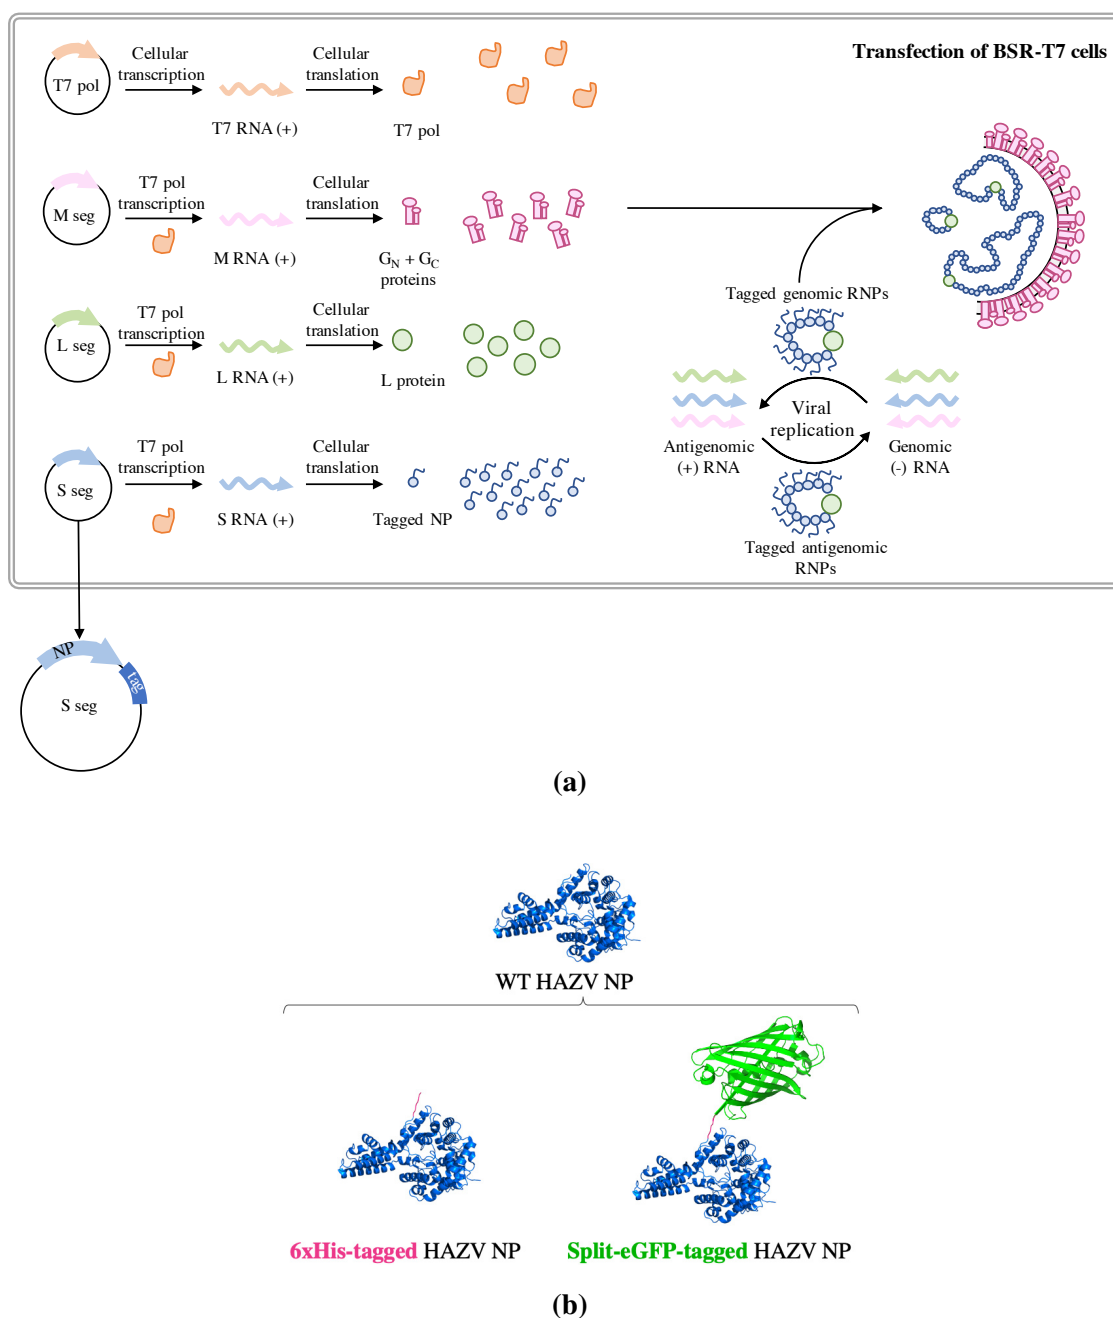 Transfection of BSR-T7 cells
T7 pol
Cellular
transcription
T7 RNA (+)
Cellular
translation
T7 pol
M seg
T7 pol
transcription
M RNA (+)
Cellular
translation
G_N + G_C
proteins
L seg
T7 pol
transcription
L RNA (+)
Cellular
translation
L protein
S seg
T7 pol
transcription
S RNA (+)
Cellular
translation
Tagged NP
Tagged genomic RNPs
Viral
replication
Antigenomic
(+) RNA
Genomic
(-) RNA
Tagged antigenomic
RNPs
NP
tag
S seg
(a)
WT HAZV NP
6xHis-tagged HAZV NP
Split-eGFP-tagged HAZV NP
(b)